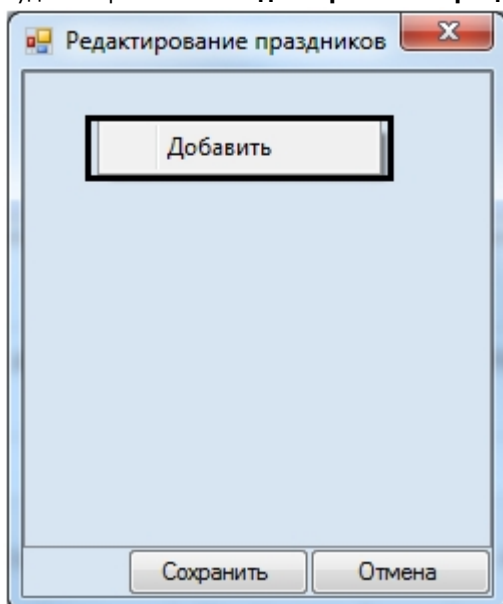 Редактирование праздников
Добавить
Сохранить
Отмена